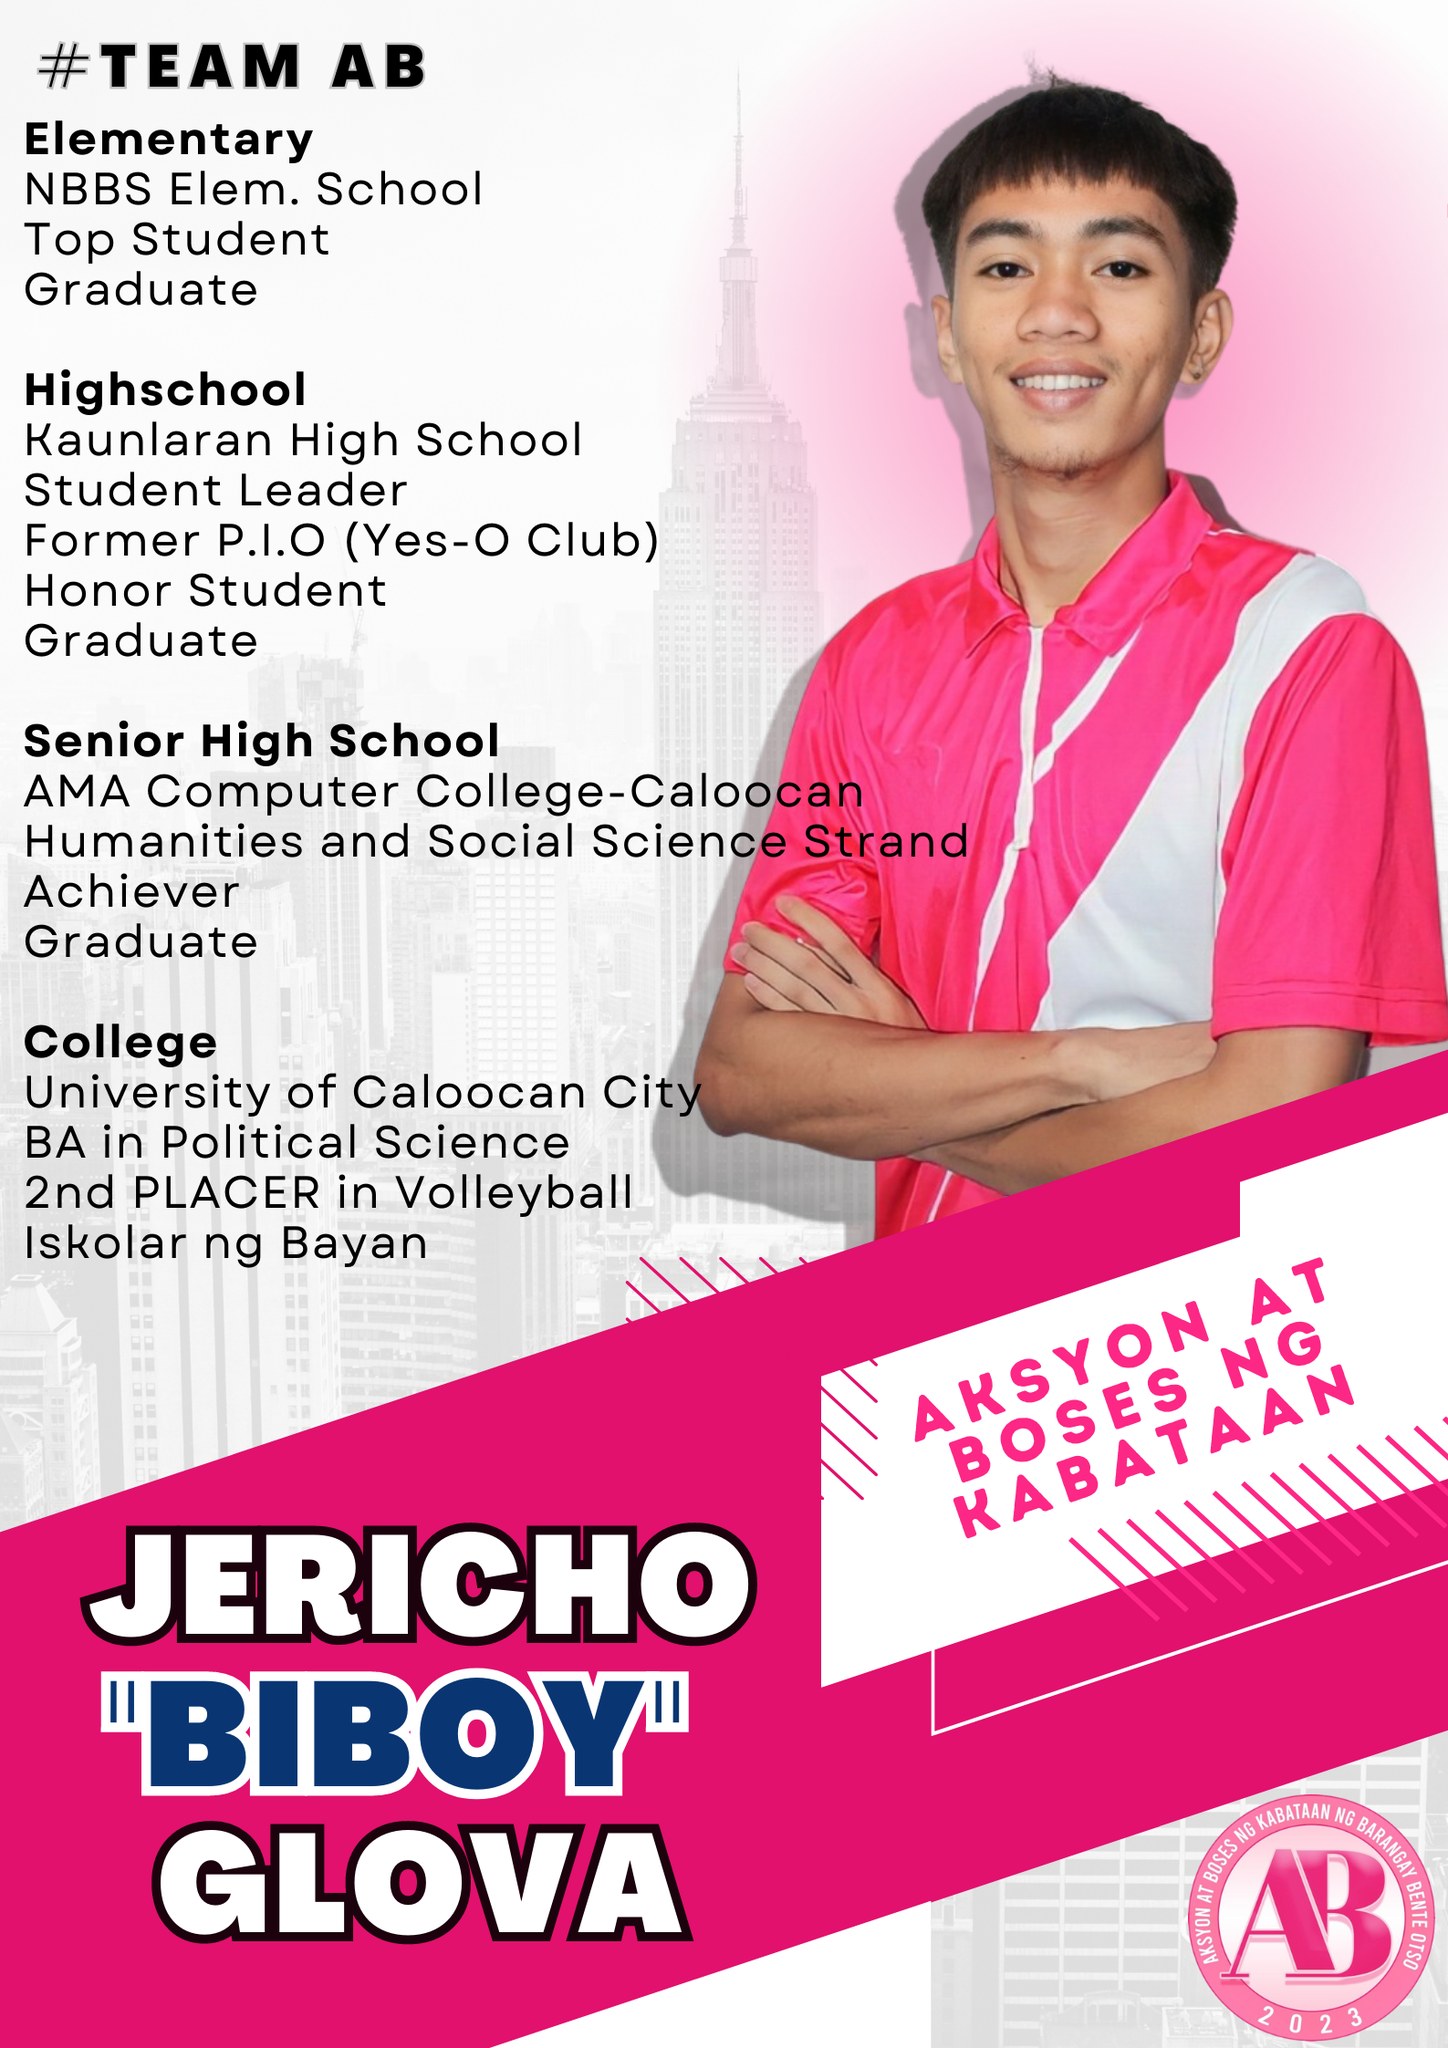 #TEAM AB
Elementary
NBBS Elem. School
Top Student
Graduate
Highschool
Kaunlaran High School
Student Leader
Former P.I.O (Yes-O Club)
Honor Student
Graduate
Senior High School
AMA Computer College-Caloocan
Humanities and Social Science Strand
Achiever
Graduate
College
University of Caloocan City
BA in Political Science
2nd PLACER in Volleyball
Iskolar ng Bayan
AKSYON AT
BOSES NG
KABATAAN
JERICHO
"BIBOY"
GLOVA
AKSYON AT BOSES NG KABATAAN NG BARANGAY BENTE OTSO
AB
2023